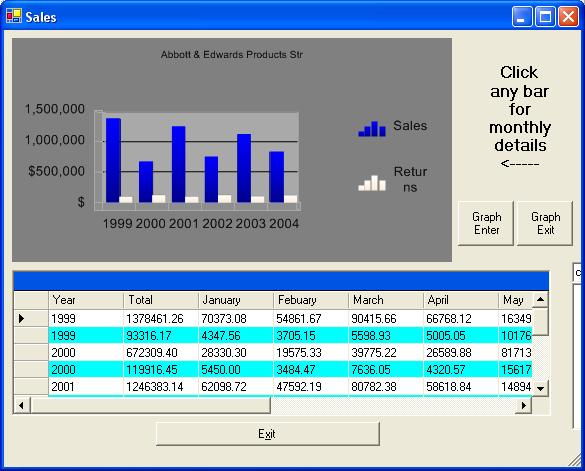 Sales
Abbott & Edwards Products Str
1,500,000
1,000,000
$500,000
$
1999 2000 2001 2002 2003 2004
Sales
Retur
ns
Click
any bar
for
monthly
details
<-----
Graph
Enter
Graph
Exit
Year Total January Febuary March April May
1999 1378461.26 70373.08 54861.67 90415.66 66768.12 16349
1999 93316.17 4347.56 3705.15 5598.93 5005.05 10176
2000 672309.40 28330.30 19575.33 39775.22 26589.88 81713
2000 119916.45 5450.00 3484.47 7636.05 4320.57 15617
2001 1246383.14 62098.72 47592.19 80782.38 58618.84 14894
Exit